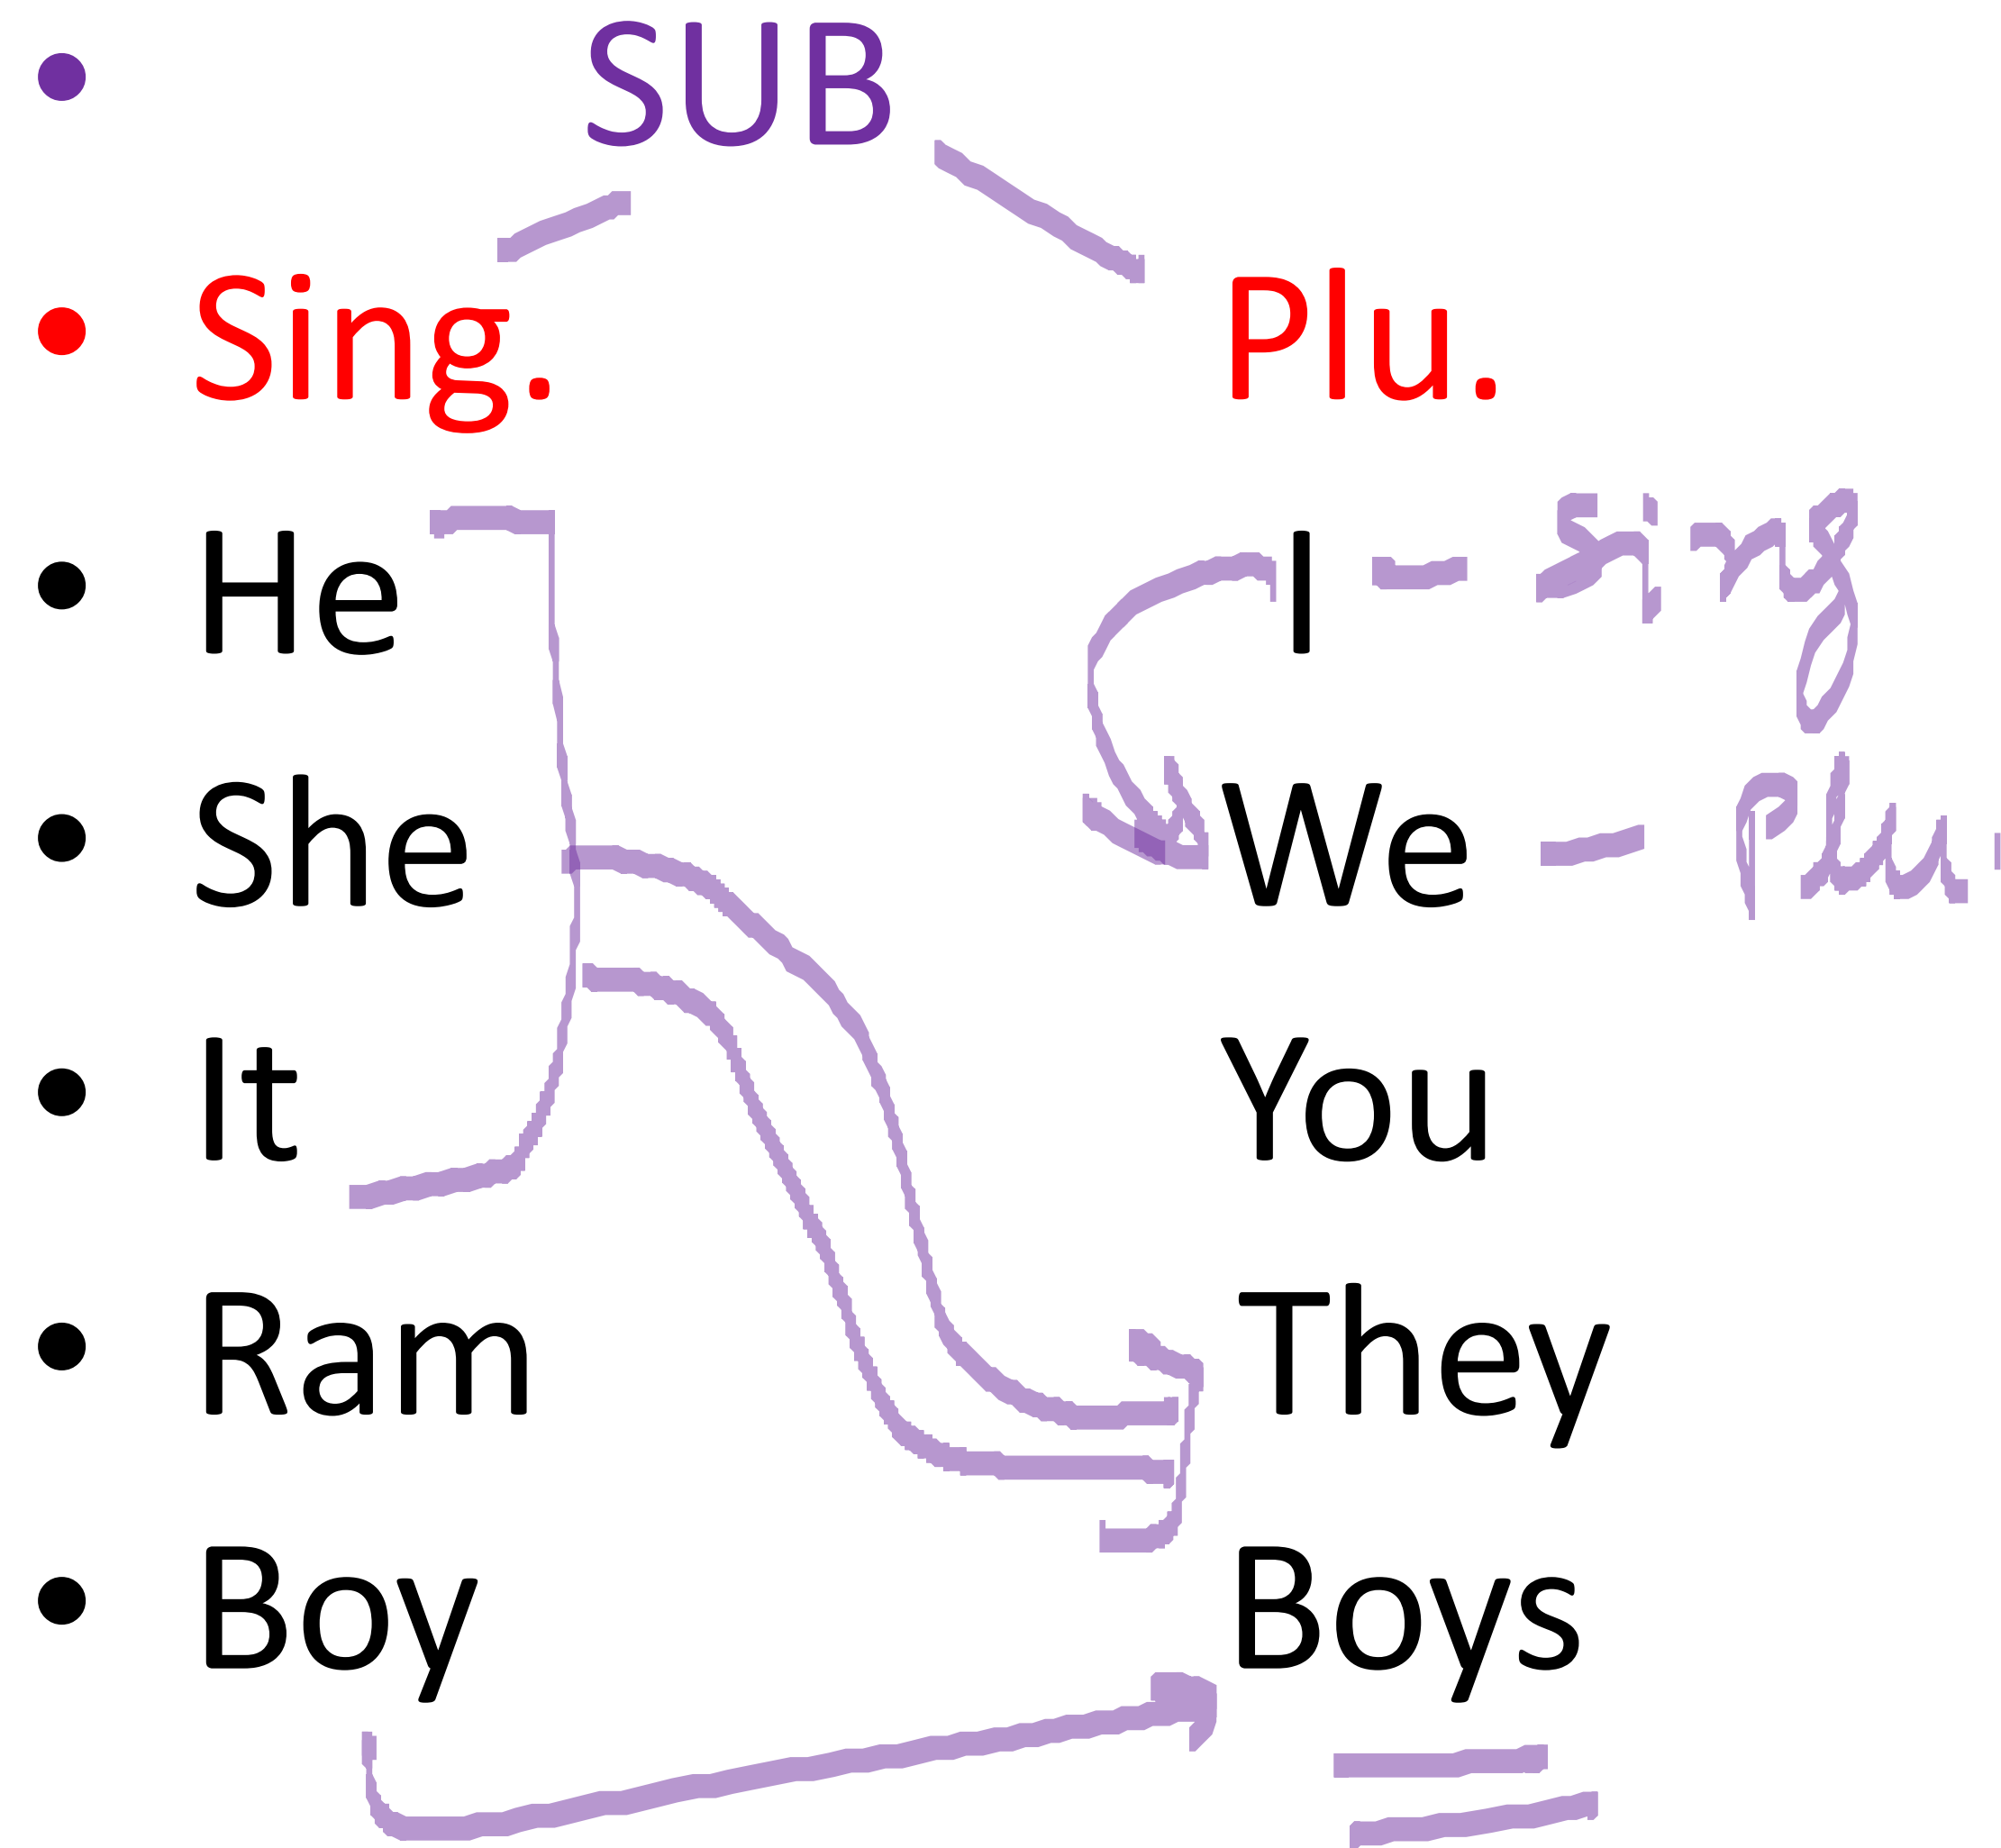 • SUB
• Sing. Plu.
• He I - sing
• She We - plu
• It You
• Ram They
• Boy Boys